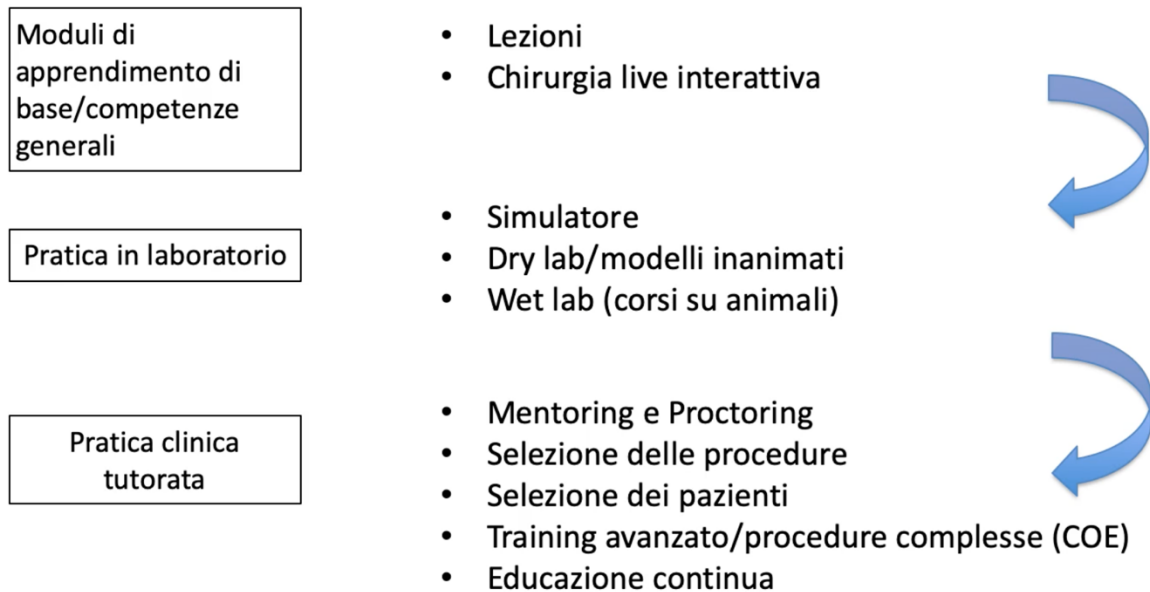 Moduli di
apprendimento di
base/competenze
generali
• Lezioni
• Chirurgia live interattiva
Pratica in laboratorio
• Simulatore
• Dry lab/modelli inanimati
• Wet lab (corsi su animali)
Pratica clinica
tutorata
• Mentoring e Proctoring
• Selezione delle procedure
• Selezione dei pazienti
• Training avanzato/procedure complesse (COE)
• Educazione continua